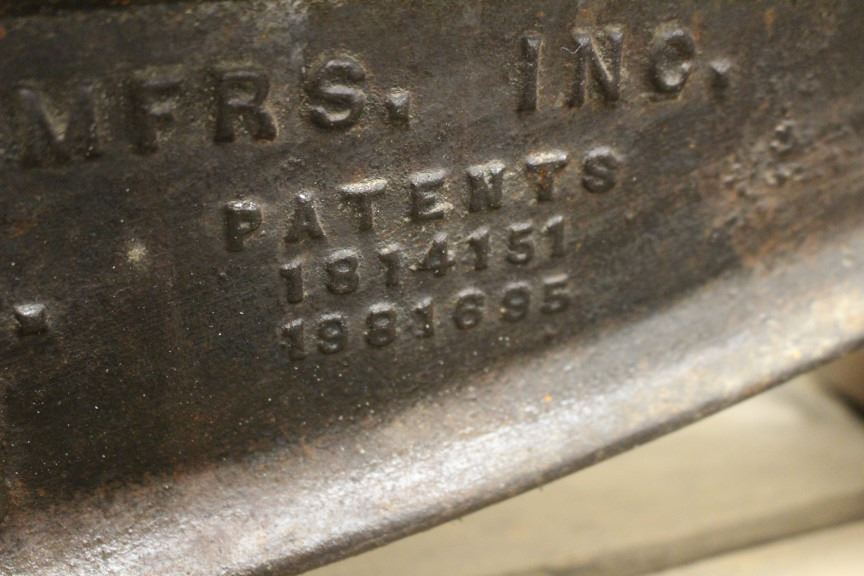 MFRS. INC.
PATENTS
1814151
1981695